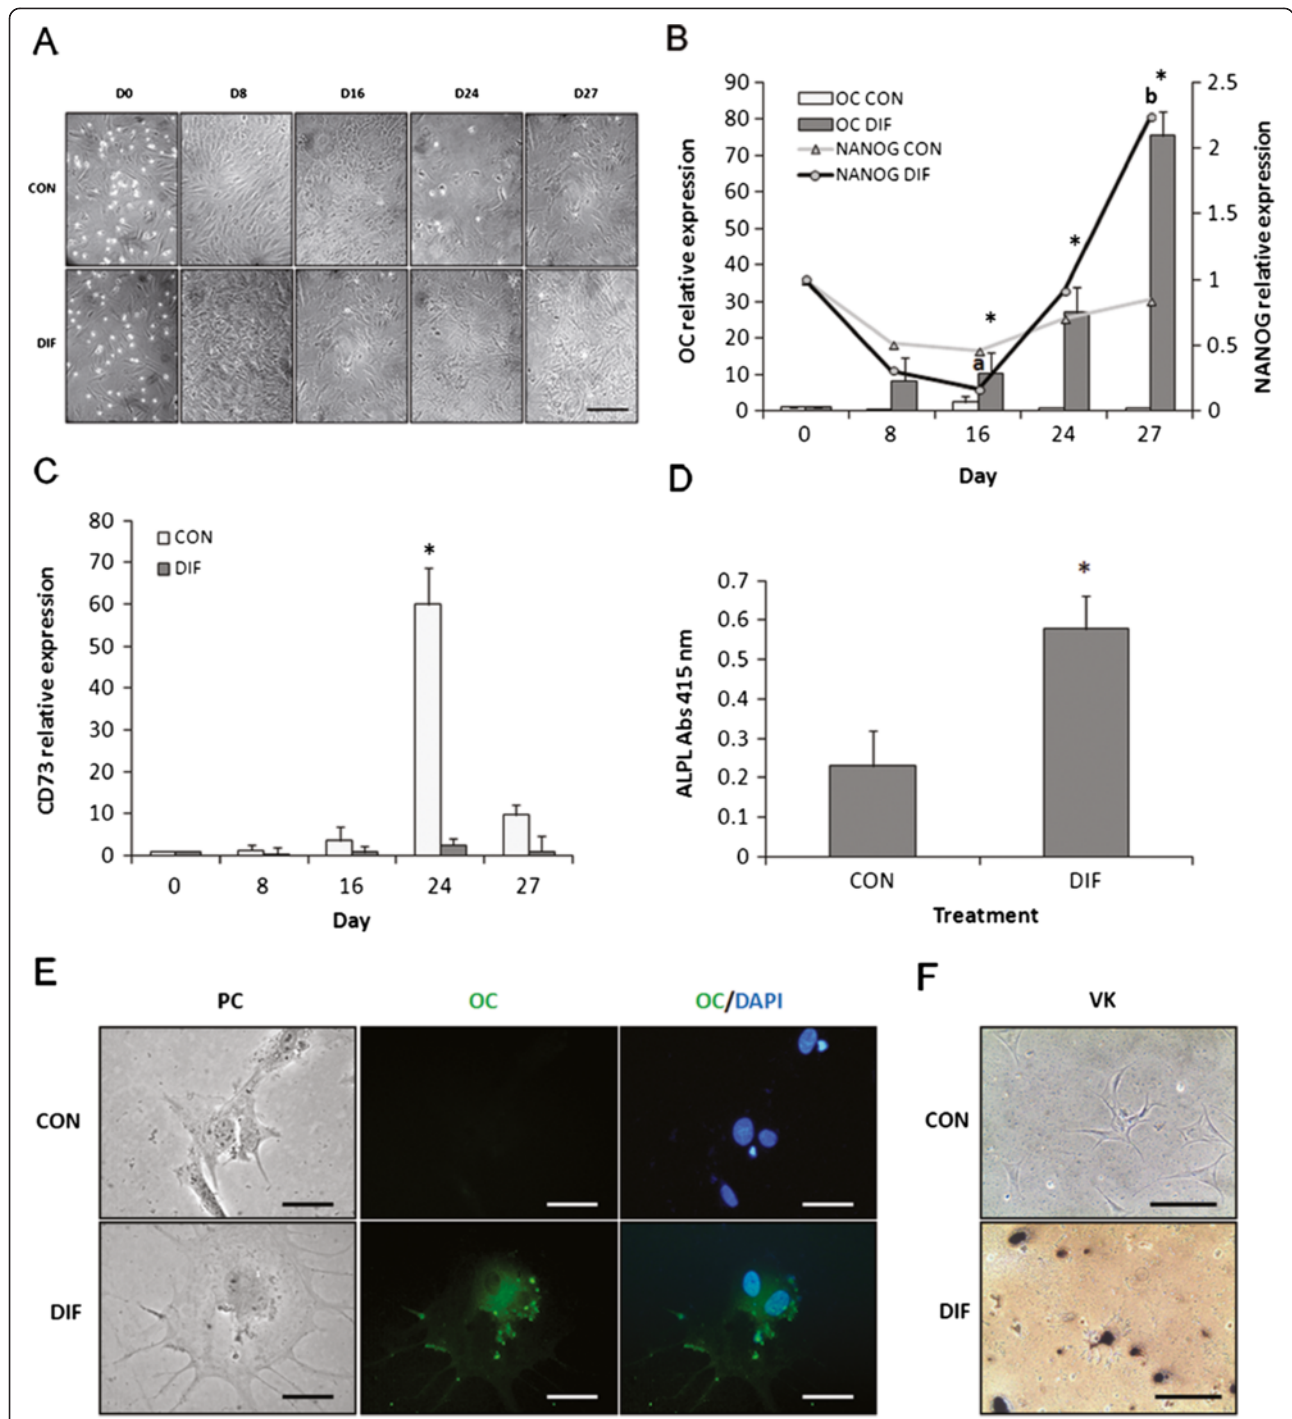 A
D0 D8 D16 D24 D27
CON
DIF
B
OC relative expression
90
80
70
60
50
40
30
20
10
0
OC CON
OC DIF
NANOG CON
NANOG DIF
a
*
*
b
*
2.5
2
1.5
1
0.5
0
NANOG relative expression
0 8 16 24 27
Day
C
CD73 relative expression
80
70
60
50
40
30
20
10
0
CON
DIF
*
0 8 16 24 27
Day
D
ALPL Abs 415 nm
0.7
0.6
0.5
0.4
0.3
0.2
0.1
0
*
CON DIF
Treatment
E
PC OC OC/DAPI
CON
DIF
F
VK
CON
DIF